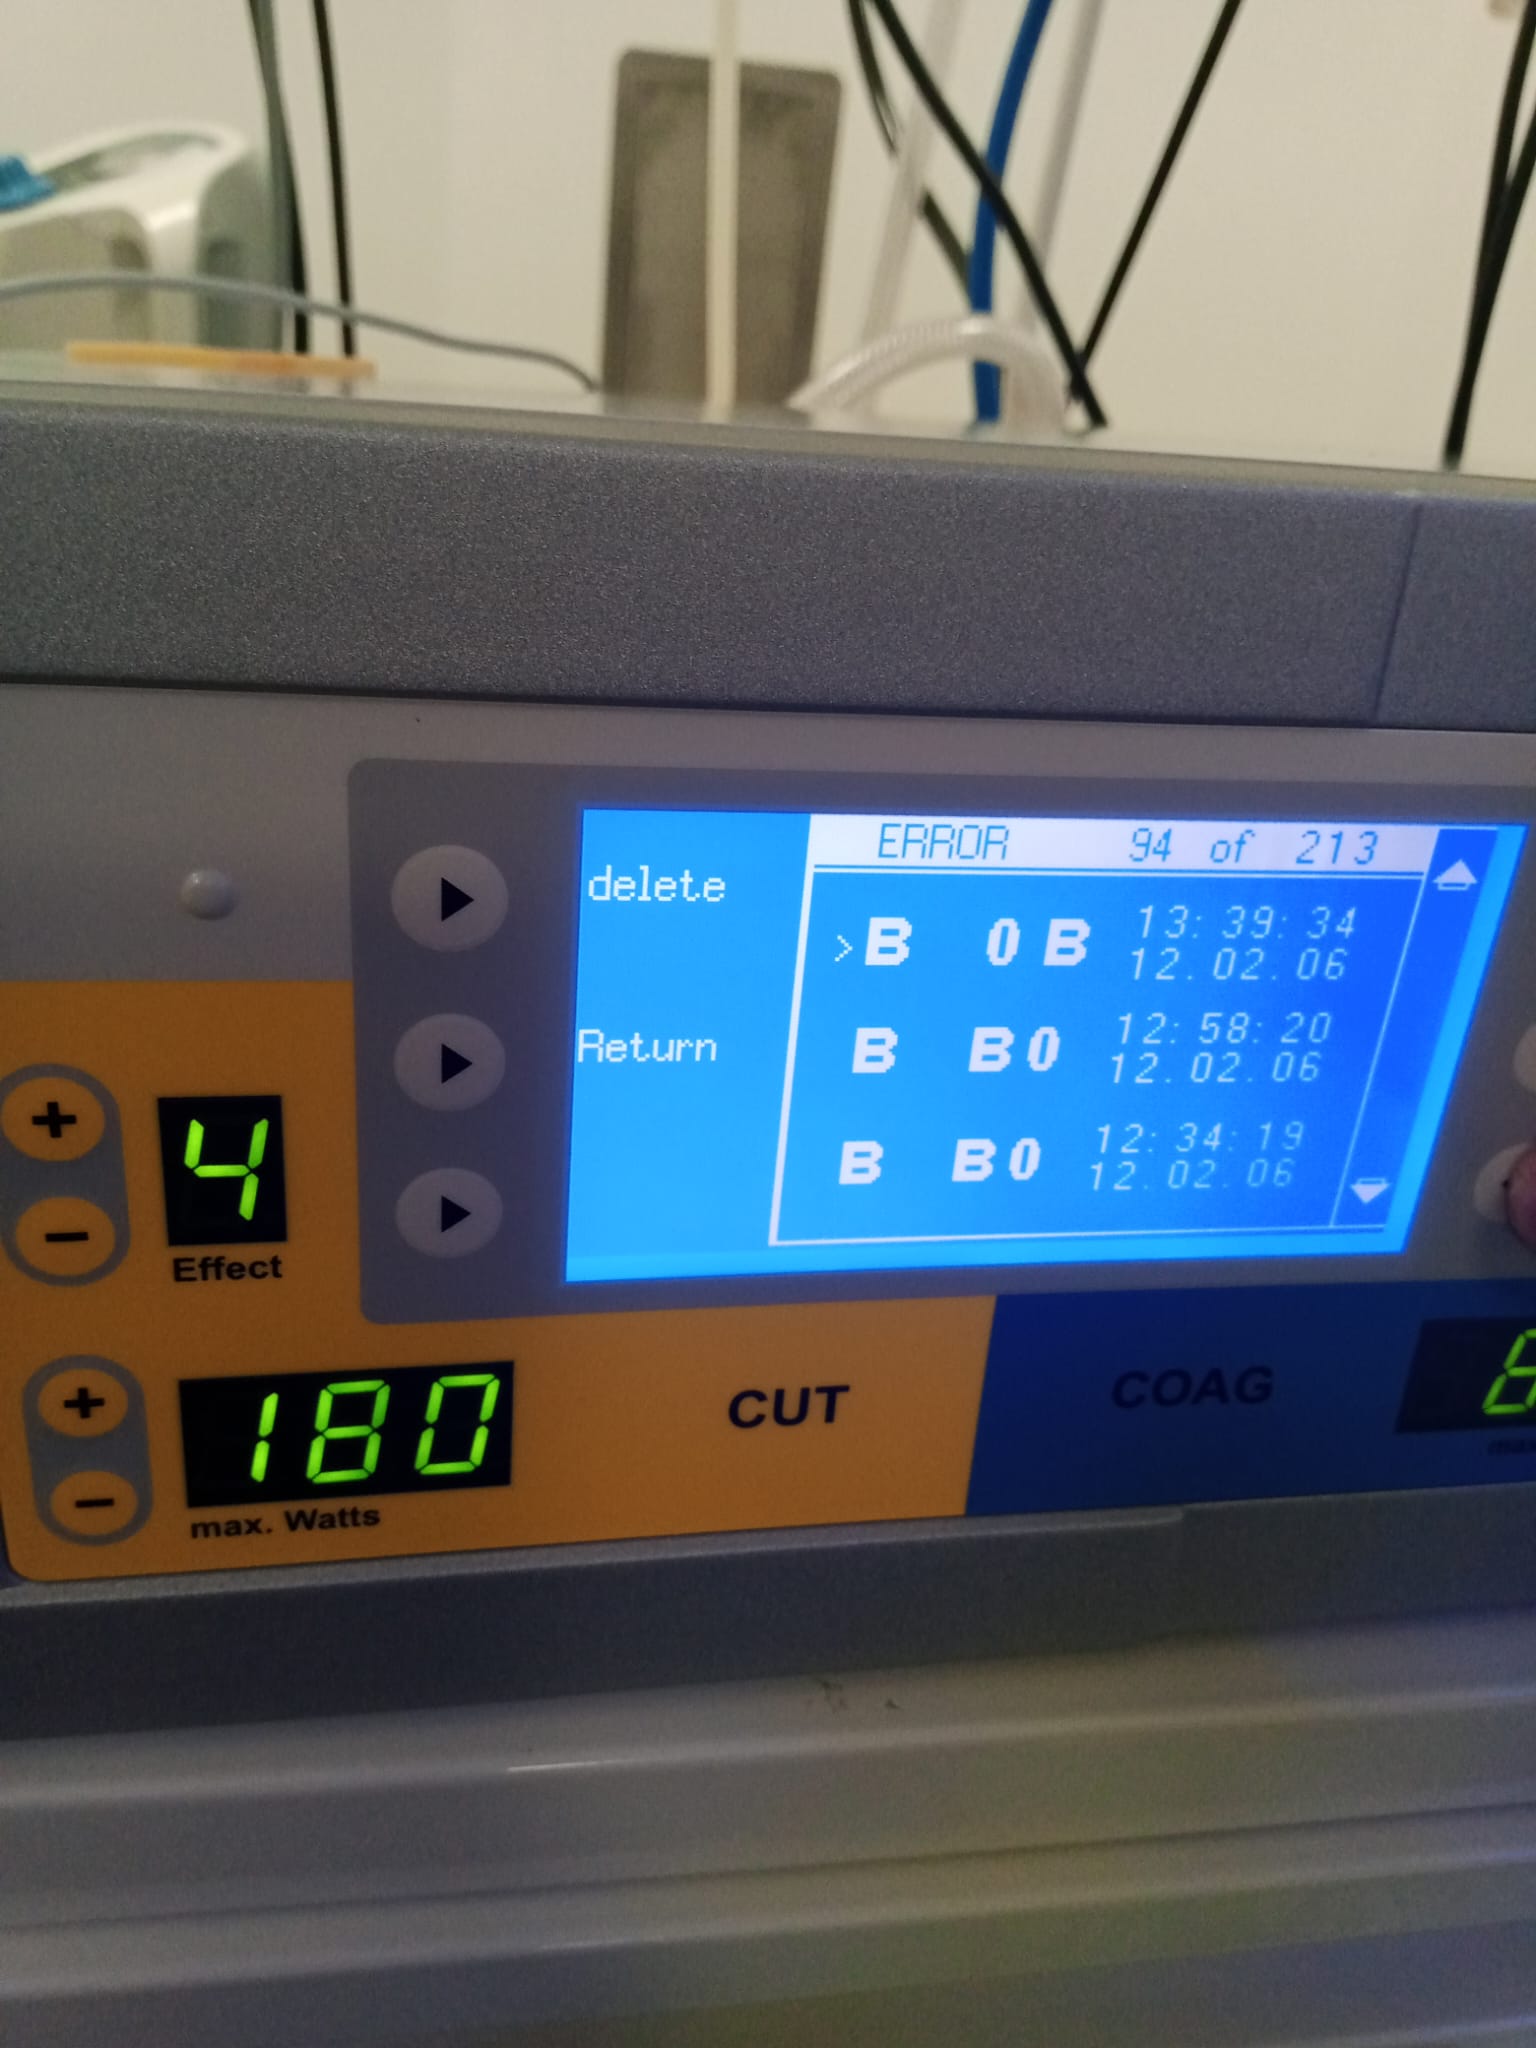 ERROR 94 of 213
delete
>B 0B 13:39:34
12.02.06
Return
B B0 12:58:20
12.02.06
B B0 12:34:19
12.02.06
+
4
-
Effect
+
180
-
max. Watts
CUT
COAG